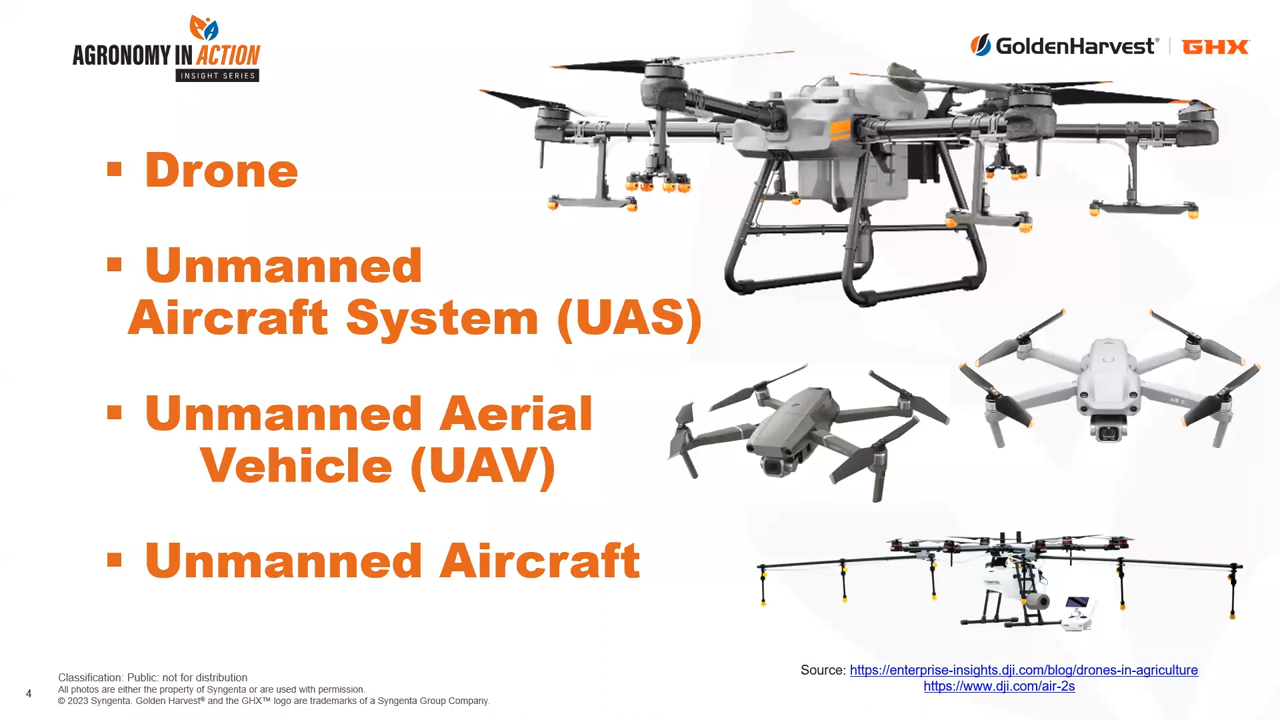 AGRONOMY IN ACTION
INSIGHT SERIES
GoldenHarvest® | GHX
▪ Drone
▪ Unmanned
Aircraft System (UAS)
▪ Unmanned Aerial
Vehicle (UAV)
▪ Unmanned Aircraft
AIR 2S
Source: https://enterprise-insights.dji.com/blog/drones-in-agriculture
https://www.dji.com/air-2s
4
Classification: Public: not for distribution
All photos are either the property of Syngenta or are used with permission.
© 2023 Syngenta. Golden Harvest® and the GHX™ logo are trademarks of a Syngenta Group Company.